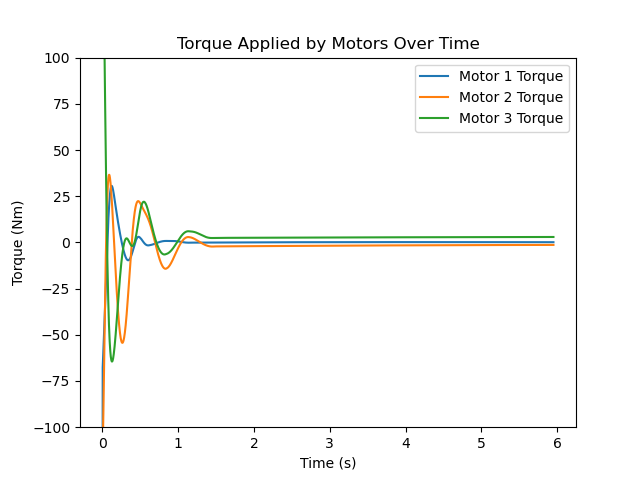 Torque Applied by Motors Over Time
Motor 1 Torque
Motor 2 Torque
Motor 3 Torque
Torque (Nm)
100
75
50
25
0
−25
−50
−75
−100
0 1 2 3 4 5 6
Time (s)